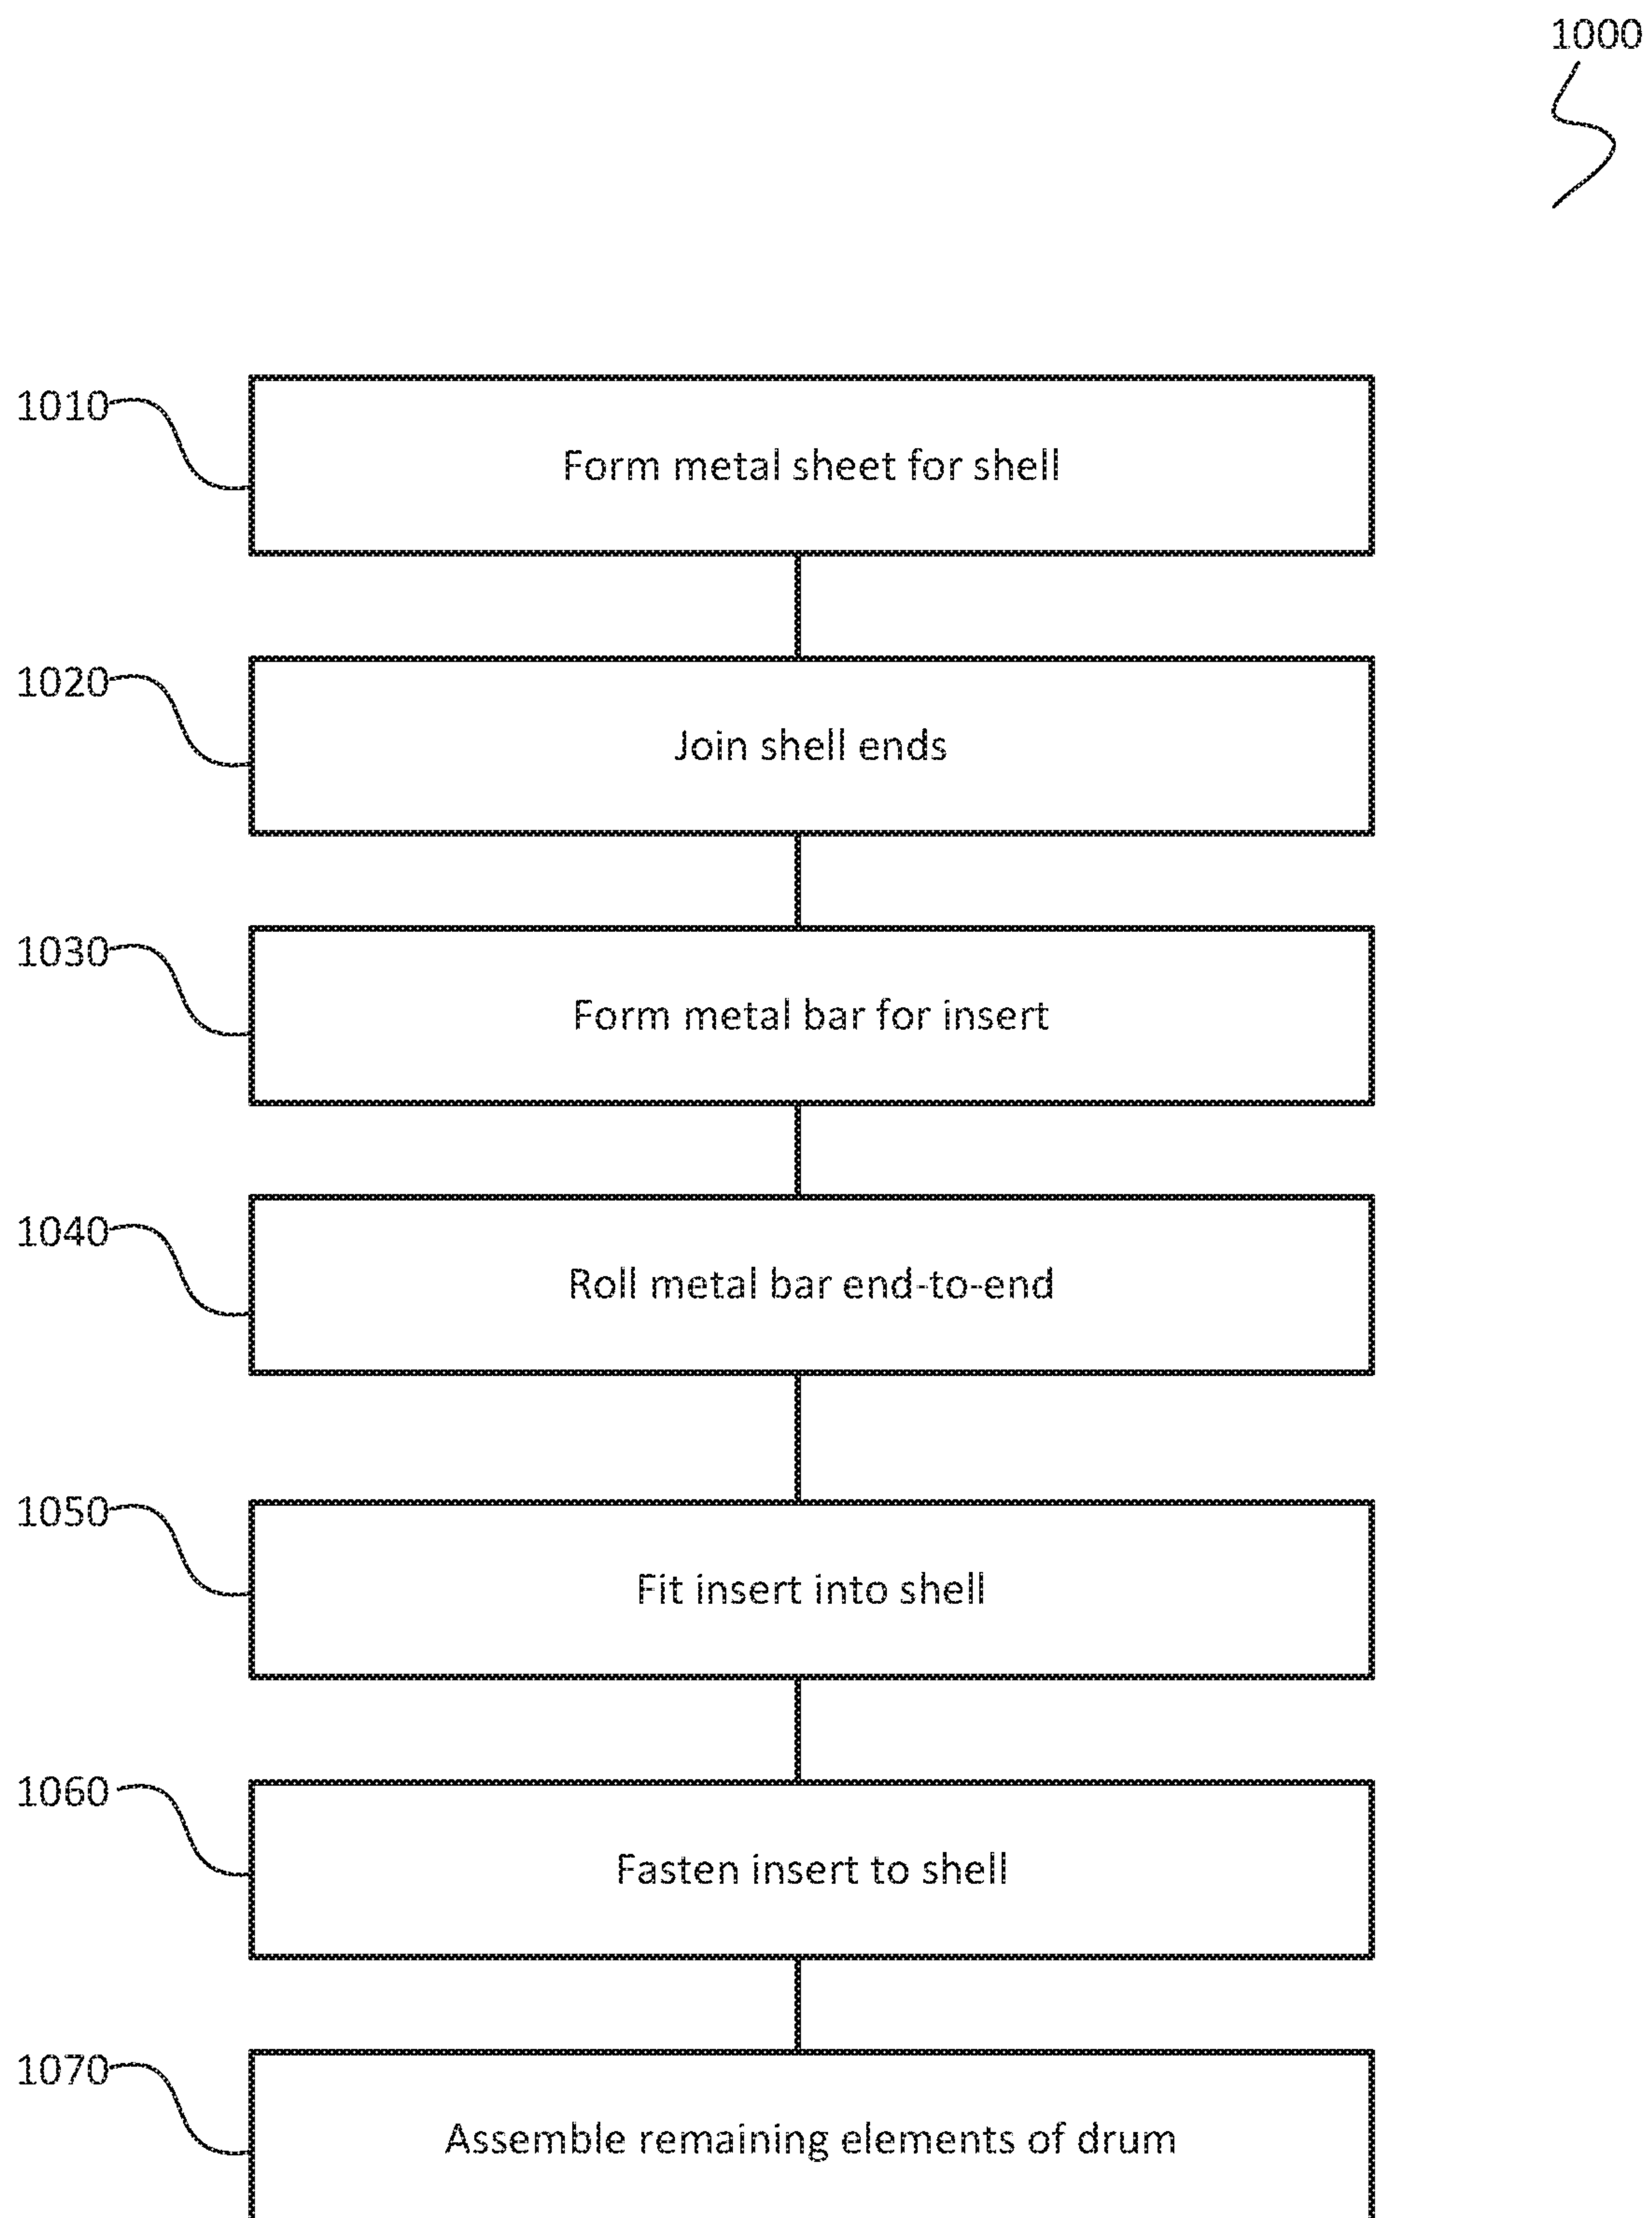 1000
1010
Form metal sheet for shell
1020
Join shell ends
1030
Form metal bar for insert
1040
Roll metal bar end-to-end
1050
Fit insert into shell
1060
Fasten insert to shell
1070
Assemble remaining elements of drum